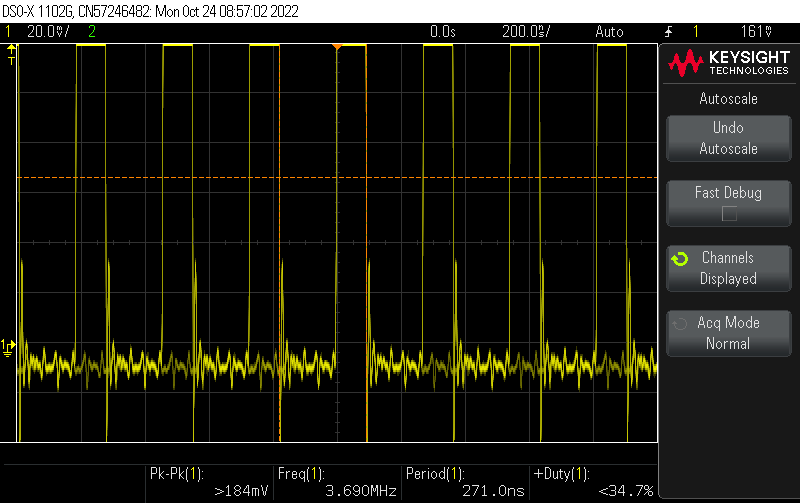 DSO-X 1102G, CN57246482: Mon Oct 24 08:57:02 2022
1 20.0V/ 2 0.0s 200.0s/ Auto 1 161V
T
KEYSIGHT
TECHNOLOGIES
Autoscale
Undo
Autoscale
Fast Debug
Channels
Displayed
Acq Mode
Normal
1
Pk-Pk(1): Freq(1): Period(1): +Duty(1):
>184mV 3.690MHz 271.0ns <34.7%